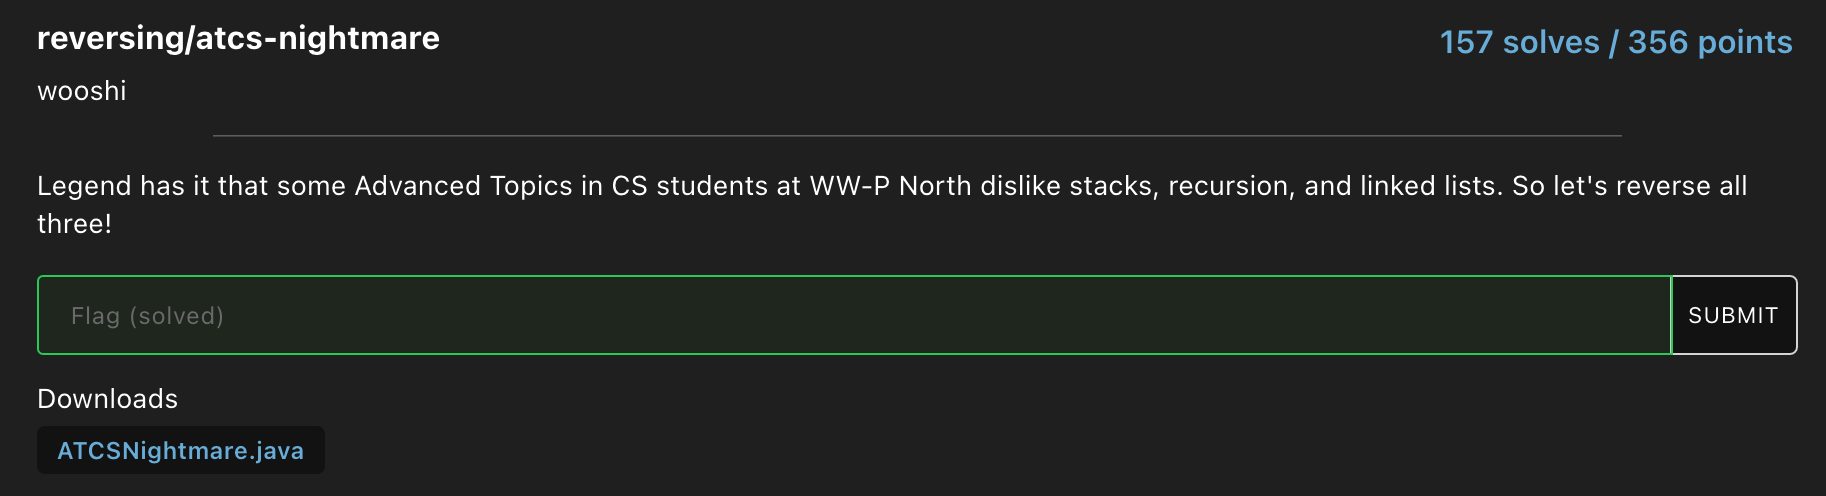 reversing/atcs-nightmare
157 solves / 356 points
wooshi
Legend has it that some Advanced Topics in CS students at WW-P North dislike stacks, recursion, and linked lists. So let's reverse all
three!
Flag (solved)
SUBMIT
Downloads
ATCSNightmare.java